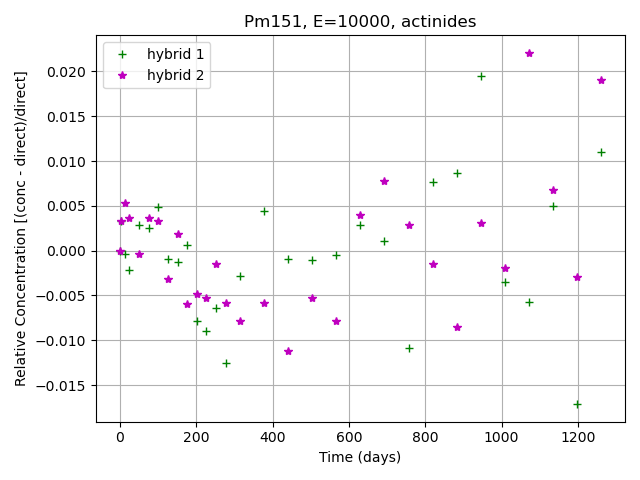 Pm151, E=10000, actinides
hybrid 1
hybrid 2
Relative Concentration [(conc - direct)/direct]
0.020
0.015
0.010
0.005
0.000
−0.005
−0.010
−0.015
0 200 400 600 800 1000 1200
Time (days)